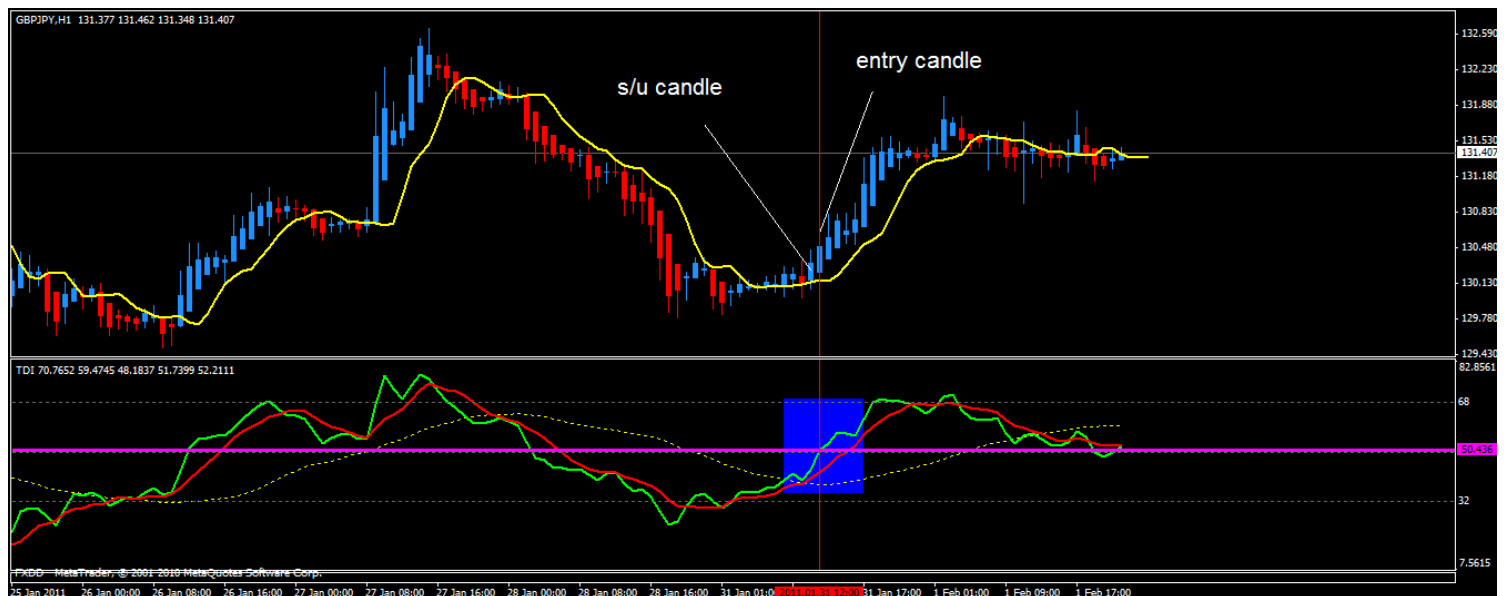 GBPJPY,H1 131.377 131.462 131.348 131.407
132.590
entry candle
132.230
s/u candle
131.880
131.530
131.407
131.180
130.830
130.480
130.130
129.780
129.430
TDI 70.7652 59.4745 48.1837 51.7399 52.2111
82.8561
68
50.436
32
7.5615
FXDD - MetaTrader, © 2001-2010 MetaQuotes Software Corp.
25 Jan 2011 26 Jan 00:00 26 Jan 08:00 26 Jan 16:00 27 Jan 00:00 27 Jan 08:00 27 Jan 16:00 28 Jan 00:00 28 Jan 08:00 28 Jan 16:00 31 Jan 01:0 2011.01.31 12:00 31 Jan 17:00 1 Feb 01:00 1 Feb 09:00 1 Feb 17:00